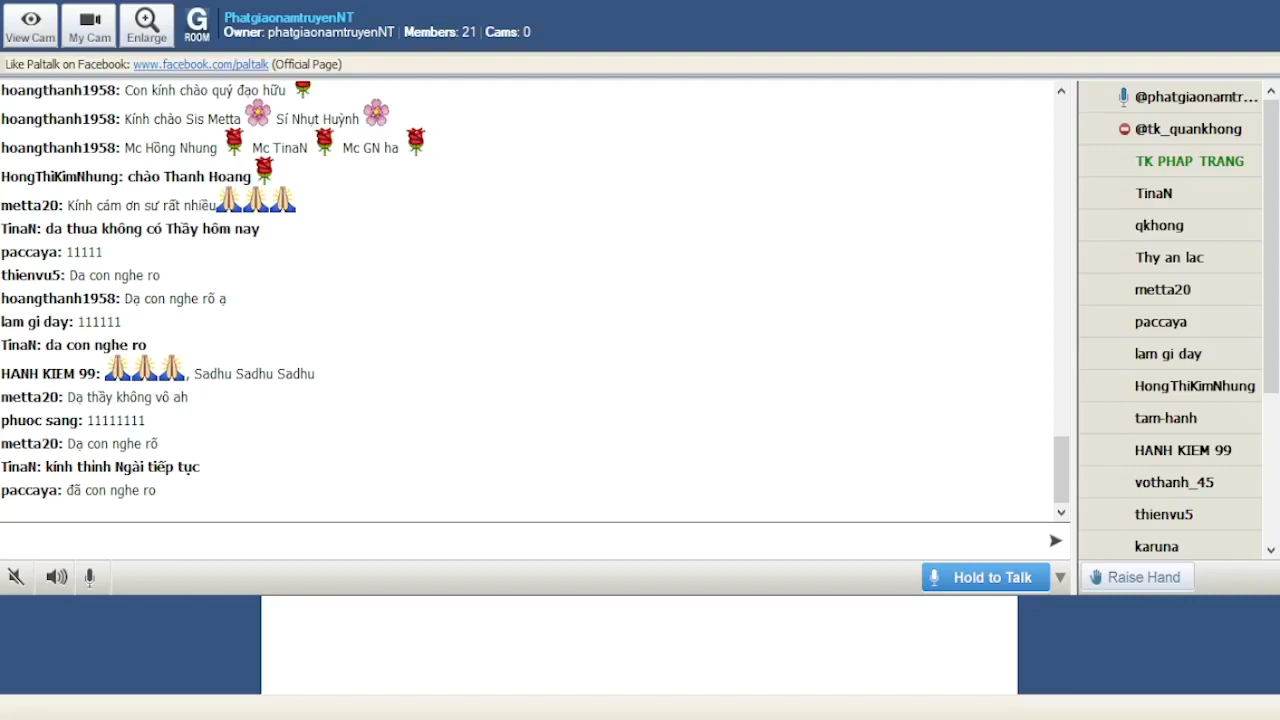 View Cam
My Cam
Enlarge
G
ROOM
PhatgiaonamtruyenNT
Owner: phatgiaonamtruyenNT | Members: 21 | Cams: 0
Like Paltalk on Facebook: www.facebook.com/paltalk (Official Page)
hoangthanh1958: Con kính chào quý đạo hữu
hoangthanh1958: Kính chào Sis Metta Sí Nhựt Huỳnh
hoangthanh1958: Mc Hồng Nhung Mc TinaN Mc GN ha
HongThiKimNhung: chào Thanh Hoang
metta20: Kính cám ơn sư rất nhiều
TinaN: da thua không có Thầy hôm nay
paccaya: 11111
thienvu5: Da con nghe ro
hoangthanh1958: Dạ con nghe rõ ạ
lam gi day: 111111
TinaN: da con nghe ro
HANH KIEM 99: , Sadhu Sadhu Sadhu
metta20: Dạ thầy không vô ah
phuoc sang: 11111111
metta20: Dạ con nghe rõ
TinaN: kính thỉnh Ngài tiếp tục
paccaya: đã con nghe ro
@phatgiaonamtr...
@tk_quankhong
TK PHAP TRANG
TinaN
qkhong
Thy an lac
metta20
paccaya
lam gi day
HongThiKimNhung
tam-hanh
HANH KIEM 99
vothanh_45
thienvu5
karuna
Hold to Talk
Raise Hand